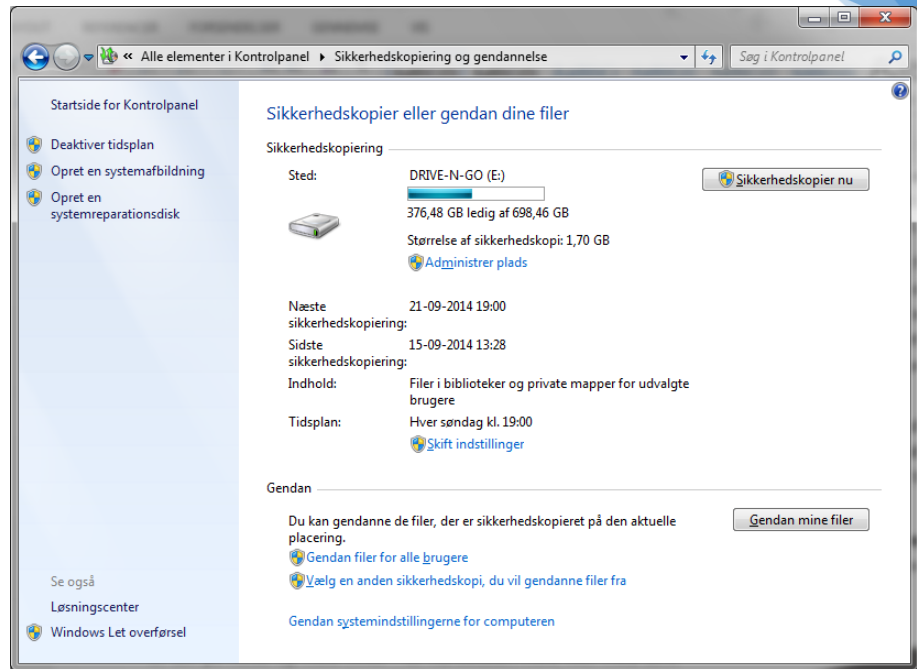 « Alle elementer i Kontrolpanel ▸ Sikkerhedskopiering og gendannelse
Søg i Kontrolpanel
Startside for Kontrolpanel
Deaktiver tidsplan
Opret en systemafbildning
Opret en
systemreparationsdisk
Se også
Løsningscenter
Windows Let overførsel
Sikkerhedskopier eller gendan dine filer
Sikkerhedskopiering
Sted: DRIVE-N-GO (E:)
Sikkerhedskopier nu
376,48 GB ledig af 698,46 GB
Størrelse af sikkerhedskopi: 1,70 GB
Administrer plads
Næste 21-09-2014 19:00
sikkerhedskopiering:
Sidste 15-09-2014 13:28
sikkerhedskopiering:
Indhold: Filer i biblioteker og private mapper for udvalgte
brugere
Tidsplan: Hver søndag kl. 19:00
Skift indstillinger
Gendan
Du kan gendanne de filer, der er sikkerhedskopieret på den aktuelle
placering.
Gendan mine filer
Gendan filer for alle brugere
Vælg en anden sikkerhedskopi, du vil gendanne filer fra
Gendan systemindstillingerne for computeren